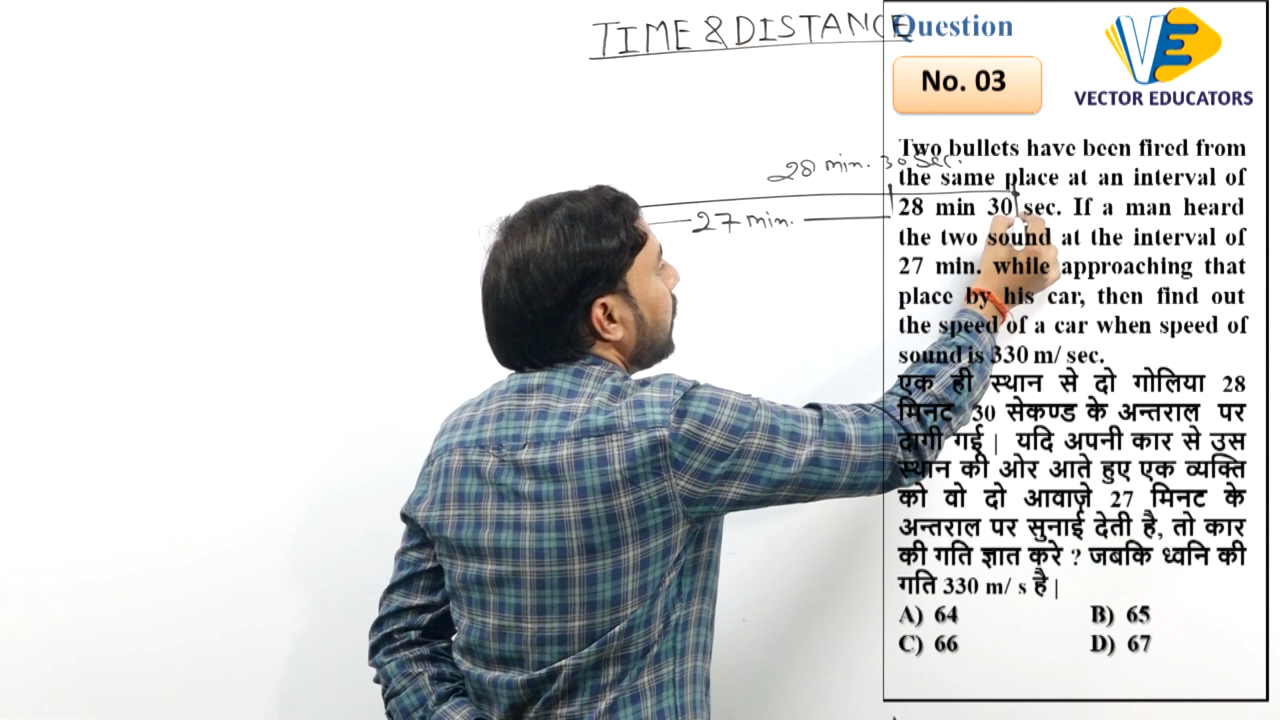 TIME & DISTANCE
Question
No. 03
VE
VECTOR EDUCATORS
28 min. 30 Sec.
27 min.
Two bullets have been fired from
the same place at an interval of
28 min 30 sec. If a man heard
the two sound at the interval of
27 min. while approaching that
place by his car, then find out
the speed of a car when speed of
sound is 330 m/ sec.
एक ही स्थान से दो गोलिया 28
मिनट 30 सेकण्ड के अन्तराल पर
दागी गई | यदि अपनी कार से उस
स्थान की ओर आते हुए एक व्यक्ति
को वो दो आवाज़े 27 मिनट के
अन्तराल पर सुनाई देती है, तो कार
की गति ज्ञात करे ? जबकि ध्वनि की
गति 330 m/ s है |
A) 64 B) 65
C) 66 D) 67